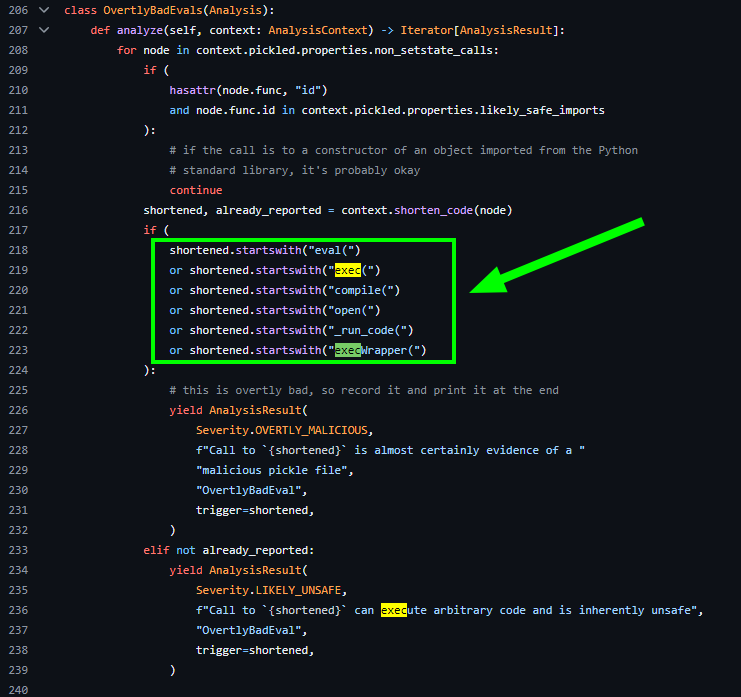 206 class OvertlyBadEvals(Analysis):
207 def analyze(self, context: AnalysisContext) -> Iterator[AnalysisResult]:
208 for node in context.pickled.properties.non_setstate_calls:
209 if (
210 hasattr(node.func, "id")
211 and node.func.id in context.pickled.properties.likely_safe_imports
212 ):
213 # if the call is to a constructor of an object imported from the Python
214 # standard library, it's probably okay
215 continue
216 shortened, already_reported = context.shorten_code(node)
217 if (
218 shortened.startswith("eval(")
219 or shortened.startswith("exec(")
220 or shortened.startswith("compile(")
221 or shortened.startswith("open(")
222 or shortened.startswith("_run_code(")
223 or shortened.startswith("execWrapper(")
224 ):
225 # this is overtly bad, so record it and print it at the end
226 yield AnalysisResult(
227 Severity.OVERTLY_MALICIOUS,
228 f"Call to `{shortened}` is almost certainly evidence of a "
229 "malicious pickle file",
230 "OvertlyBadEval",
231 trigger=shortened,
232 )
233 elif not already_reported:
234 yield AnalysisResult(
235 Severity.LIKELY_UNSAFE,
236 f"Call to `{shortened}` can execute arbitrary code and is inherently unsafe",
237 "OvertlyBadEval",
238 trigger=shortened,
239 )
240